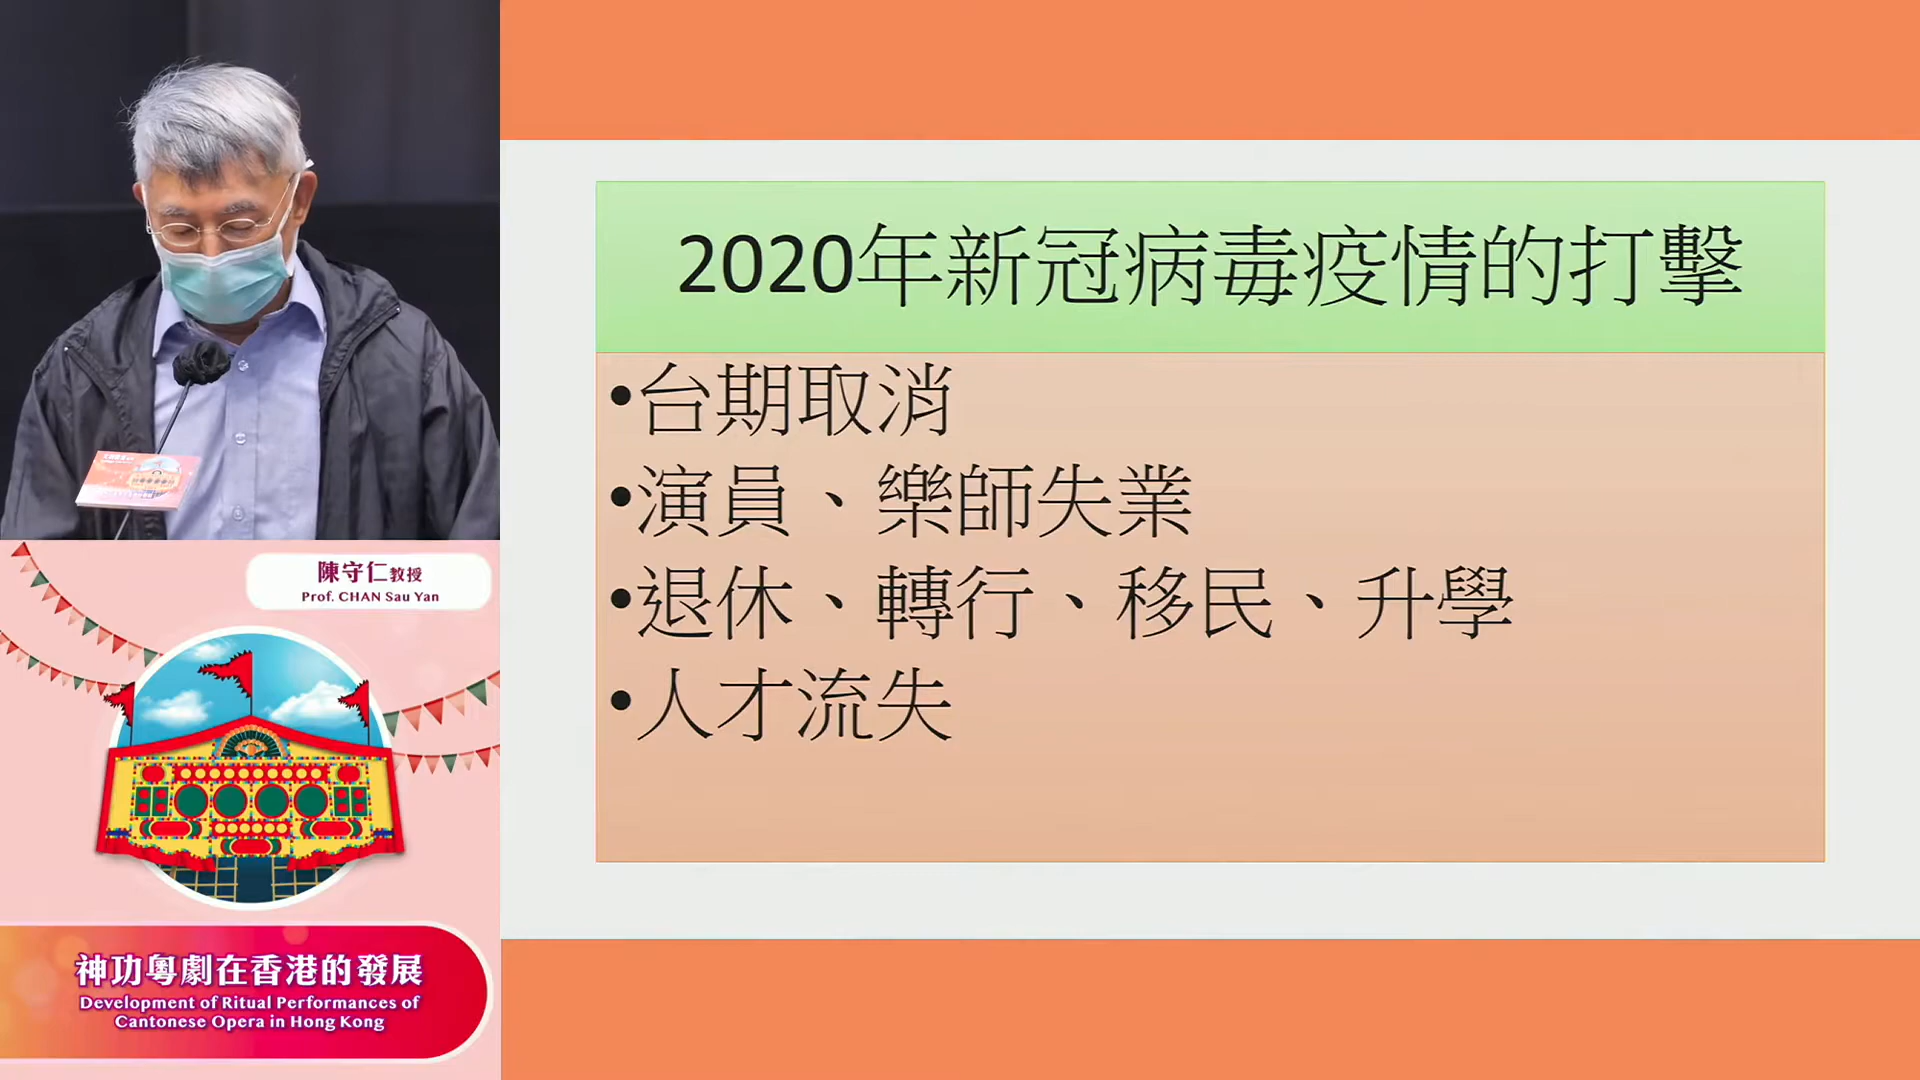 2020年新冠病毒疫情的打擊
•台期取消
•演員、樂師失業
•退休、轉行、移民、升學
•人才流失
陳守仁教授
Prof. CHAN Sau Yan
神功粵劇在香港的發展
Development of Ritual Performances of
Cantonese Opera in Hong Kong